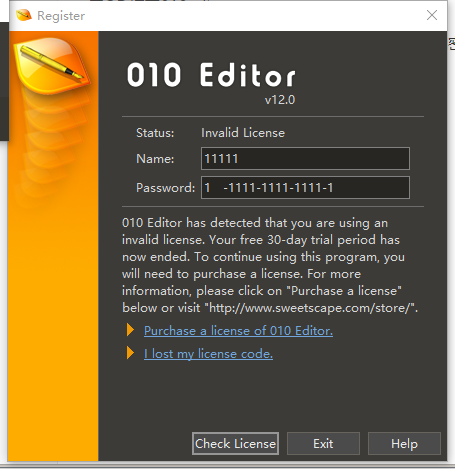 Register
010 Editor
v12.0
Status: Invalid License
Name: 11111
Password: 1 -1111-1111-1111-1
010 Editor has detected that you are using an
invalid license. Your free 30-day trial period has
now ended. To continue using this program, you
will need to purchase a license. For more
information, please click on "Purchase a license"
below or visit "http://www.sweetscape.com/store/".
Purchase a license of 010 Editor.
I lost my license code.
Check License Exit Help